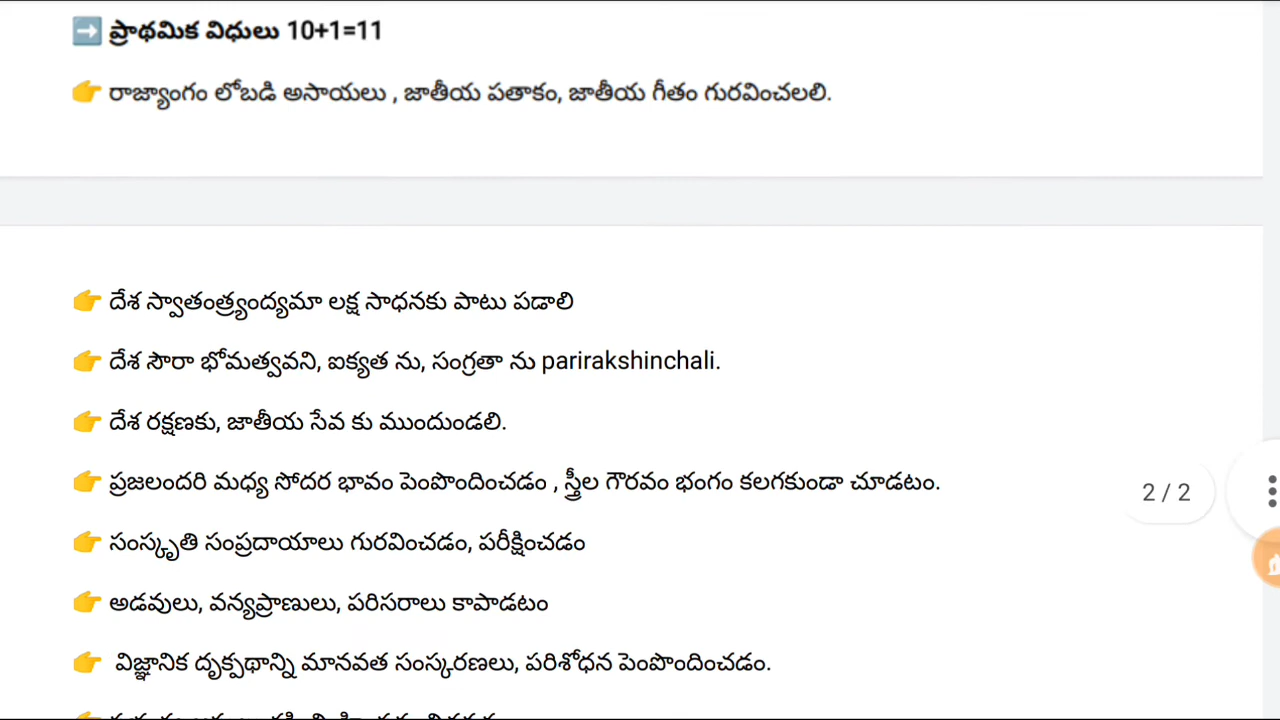 ➡️ ప్రాథమిక విధులు 10+1=11
👉 రాజ్యాంగం లోబడి అసాయలు , జాతీయ పతాకం, జాతీయ గీతం గురవించలలి.
👉 దేశ స్వాతంత్ర్యంద్యమా లక్ష సాధనకు పాటు పడాలి
👉 దేశ సౌరా భోమత్వవని, ఐక్యత ను, సంగ్రతా ను parirakshinchali.
👉 దేశ రక్షణకు, జాతీయ సేవ కు ముందుండలి.
👉 ప్రజలందరి మధ్య సోదర భావం పెంపొందించడం , స్త్రీల గౌరవం భంగం కలగకుండా చూడటం.
2 / 2
👉 సంస్కృతి సంప్రదాయాలు గురవించడం, పరీక్షించడం
👉 అడవులు, వన్యప్రాణులు, పరిసరాలు కాపాడటం
👉 విజ్ఞానిక దృక్పథాన్ని మానవత సంస్కరణలు, పరిశోధన పెంపొందించడం.